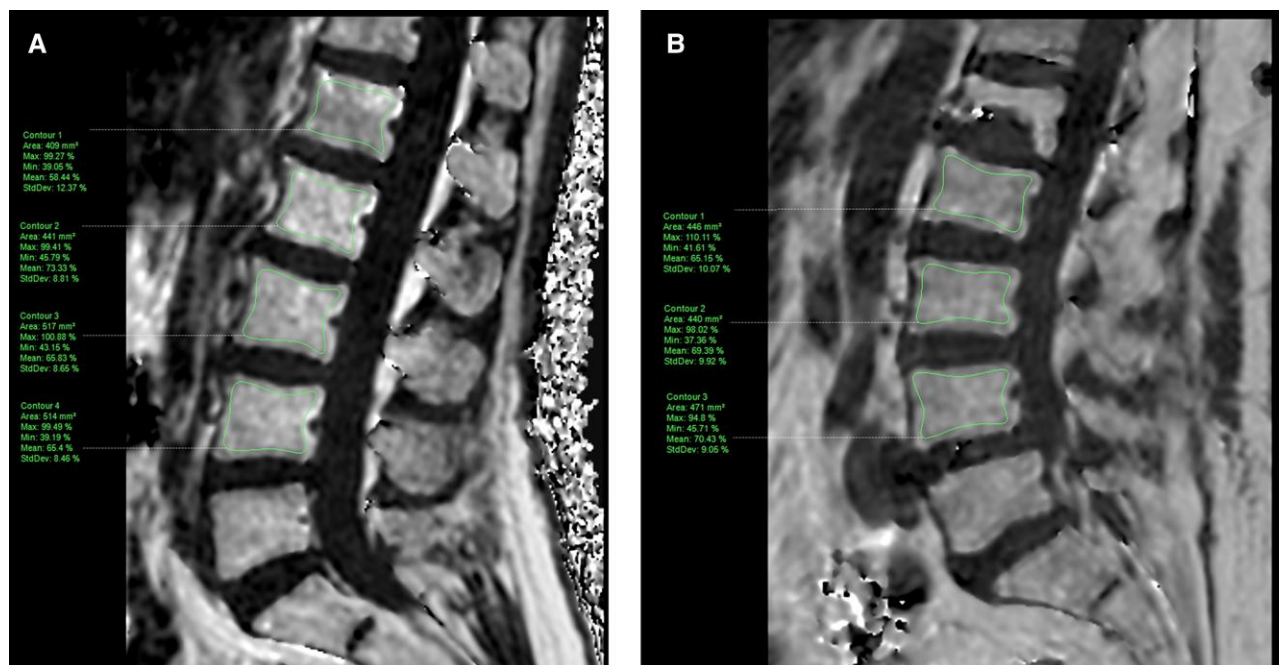 A
Contour 1
Area: 409 mm²
Max: 99.27 %
Min: 39.05 %
Mean: 58.44 %
StdDev: 12.37 %
Contour 2
Area: 441 mm²
Max: 99.41 %
Min: 45.79 %
Mean: 73.33 %
StdDev: 8.81 %
Contour 3
Area: 517 mm²
Max: 100.88 %
Min: 43.15 %
Mean: 65.83 %
StdDev: 8.65 %
Contour 4
Area: 514 mm²
Max: 99.49 %
Min: 39.19 %
Mean: 65.4 %
StdDev: 8.46 %
B
Contour 1
Area: 446 mm²
Max: 110.11 %
Min: 41.61 %
Mean: 65.15 %
StdDev: 10.07 %
Contour 2
Area: 440 mm²
Max: 98.02 %
Min: 37.36 %
Mean: 69.39 %
StdDev: 9.92 %
Contour 3
Area: 471 mm²
Max: 94.8 %
Min: 45.71 %
Mean: 70.43 %
StdDev: 9.05 %